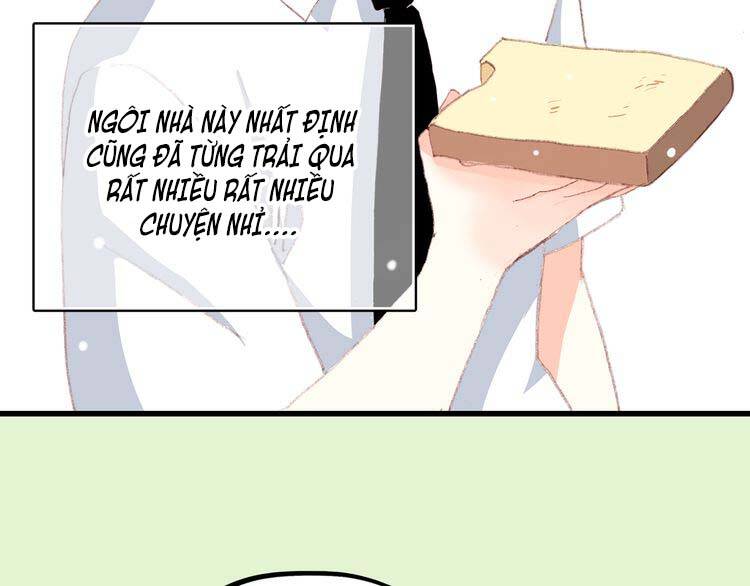 NGÔI NHÀ NÀY NHẤT ĐỊNH
CŨNG ĐÃ TỪNG TRẢI QUA
RẤT NHIỀU RẤT NHIỀU
CHUYỆN NHỈ....